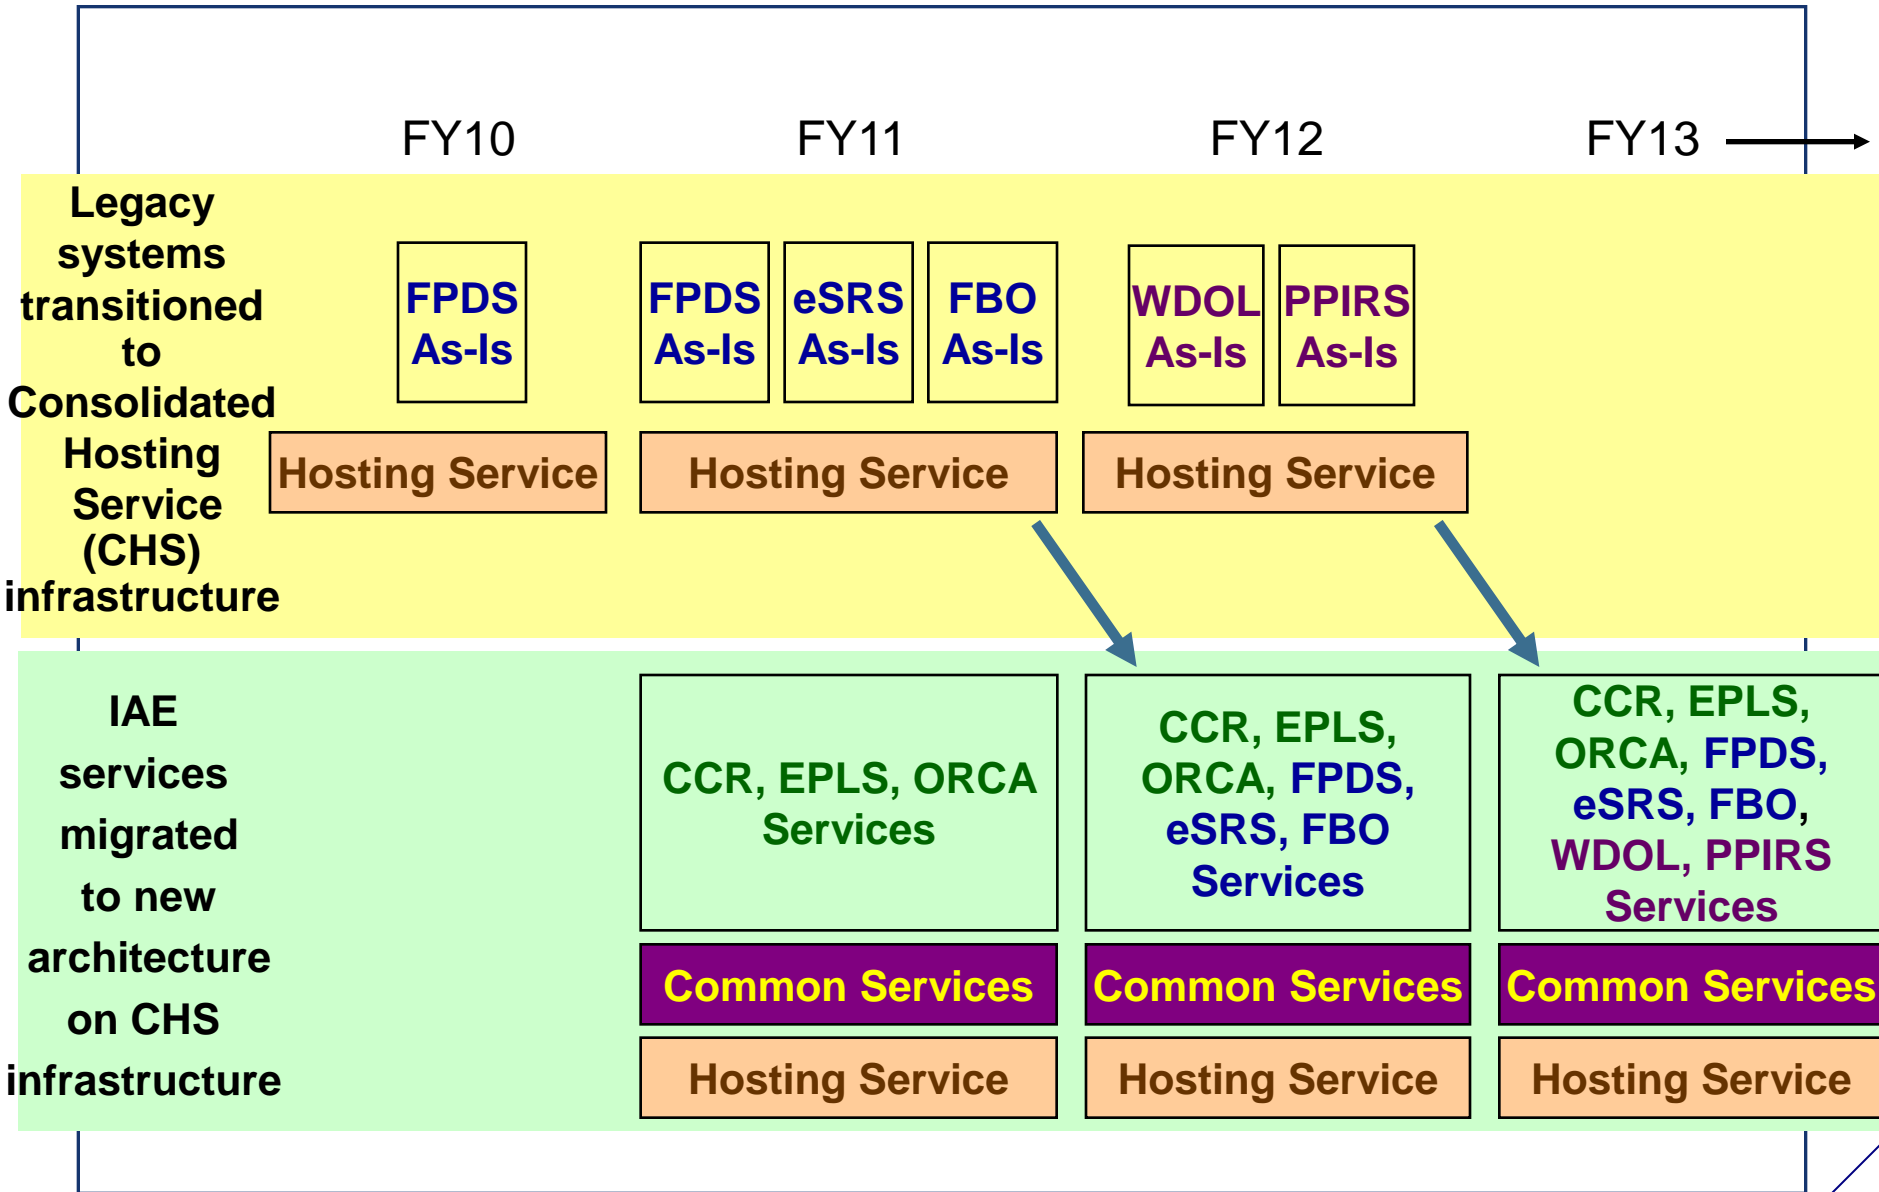 FY10
FY11
FY12
FY13
Legacy
systems
transitioned
to
Consolidated
Hosting
Service
(CHS)
infrastructure
FPDS
As-Is
FPDS
As-Is
eSRS
As-Is
FBO
As-Is
WDOL
As-Is
PPIRS
As-Is
Hosting Service
Hosting Service
Hosting Service
IAE
services
migrated
to new
architecture
on CHS
infrastructure
CCR, EPLS, ORCA
Services
CCR, EPLS,
ORCA, FPDS,
eSRS, FBO
Services
CCR, EPLS,
ORCA, FPDS,
eSRS, FBO,
WDOL, PPIRS
Services
Common Services
Common Services
Common Services
Hosting Service
Hosting Service
Hosting Service